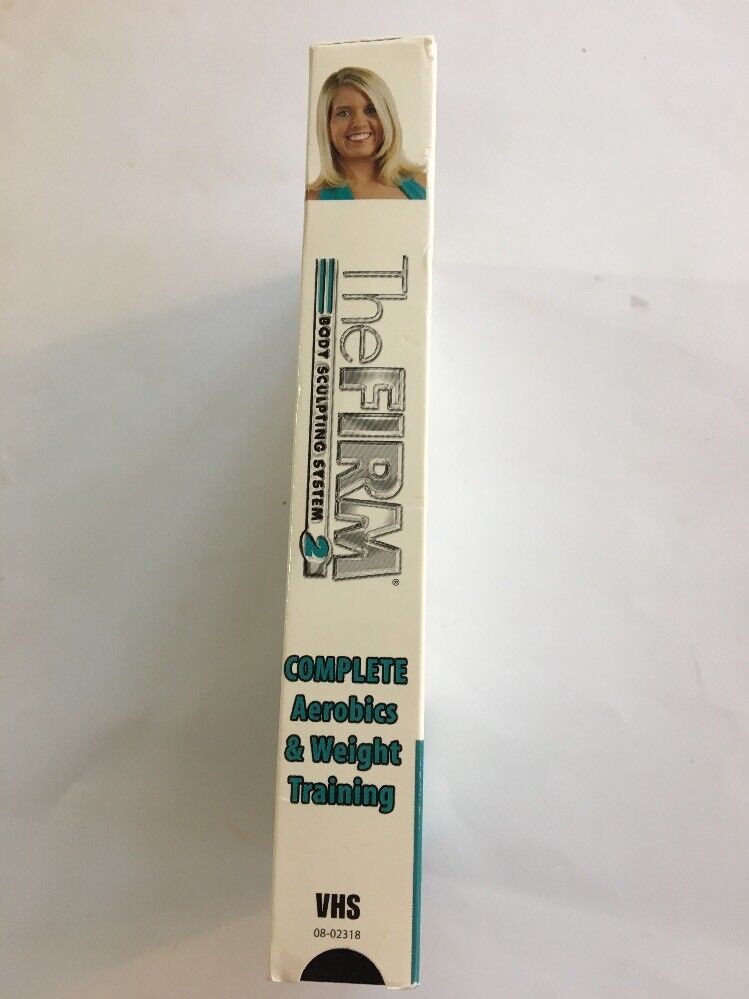 The FIRM®
BODY SCULPTING SYSTEM 2
COMPLETE
Aerobics
& Weight
Training
VHS
08-02318